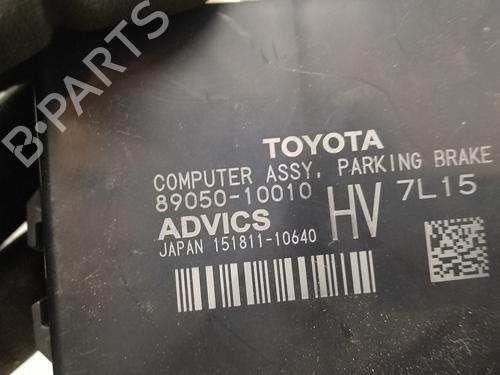 B-PARTS
TOYOTA
COMPUTER ASSY, PARKING BRAKE
89050-10010 HV 7L15
ADVICS
JAPAN 151811-10640